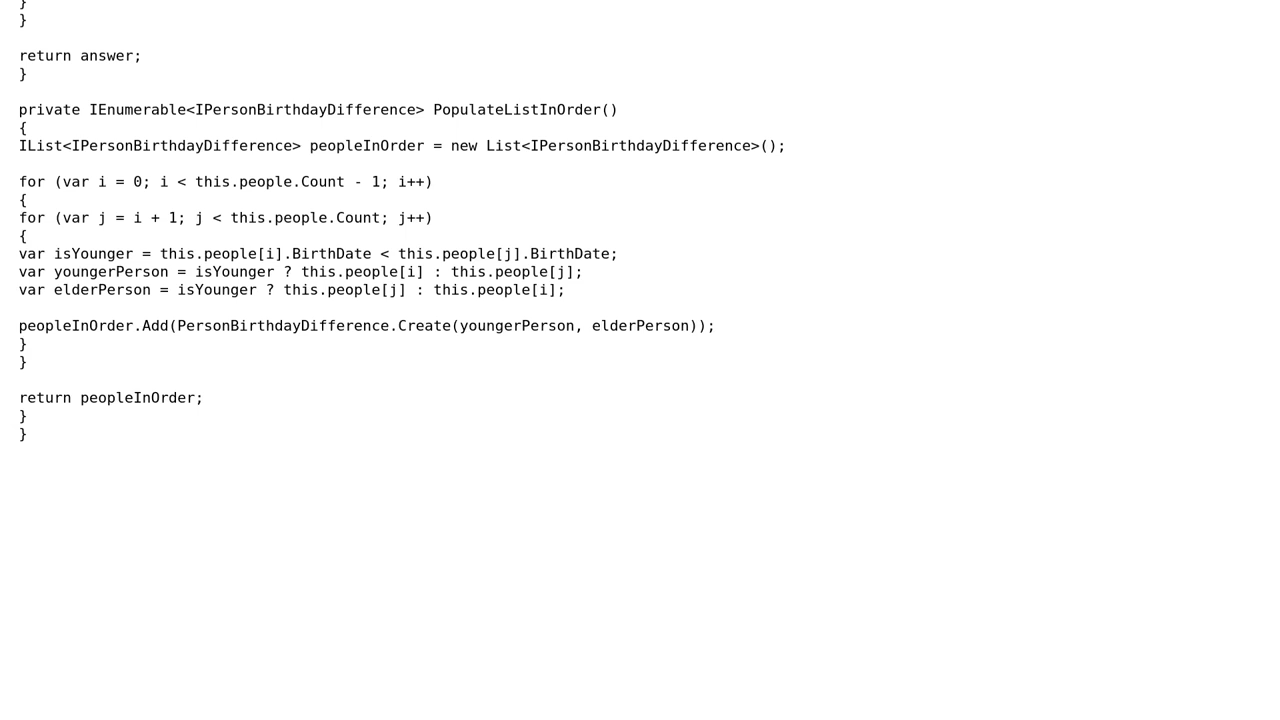 }
}
return answer;
}
private IEnumerable<IPersonBirthdayDifference> PopulateListInOrder()
{
IList<IPersonBirthdayDifference> peopleInOrder = new List<IPersonBirthdayDifference>();
for (var i = 0; i < this.people.Count - 1; i++)
{
for (var j = i + 1; j < this.people.Count; j++)
{
var isYounger = this.people[i].BirthDate < this.people[j].BirthDate;
var youngerPerson = isYounger ? this.people[i] : this.people[j];
var elderPerson = isYounger ? this.people[j] : this.people[i];
peopleInOrder.Add(PersonBirthdayDifference.Create(youngerPerson, elderPerson));
}
}
return peopleInOrder;
}
}